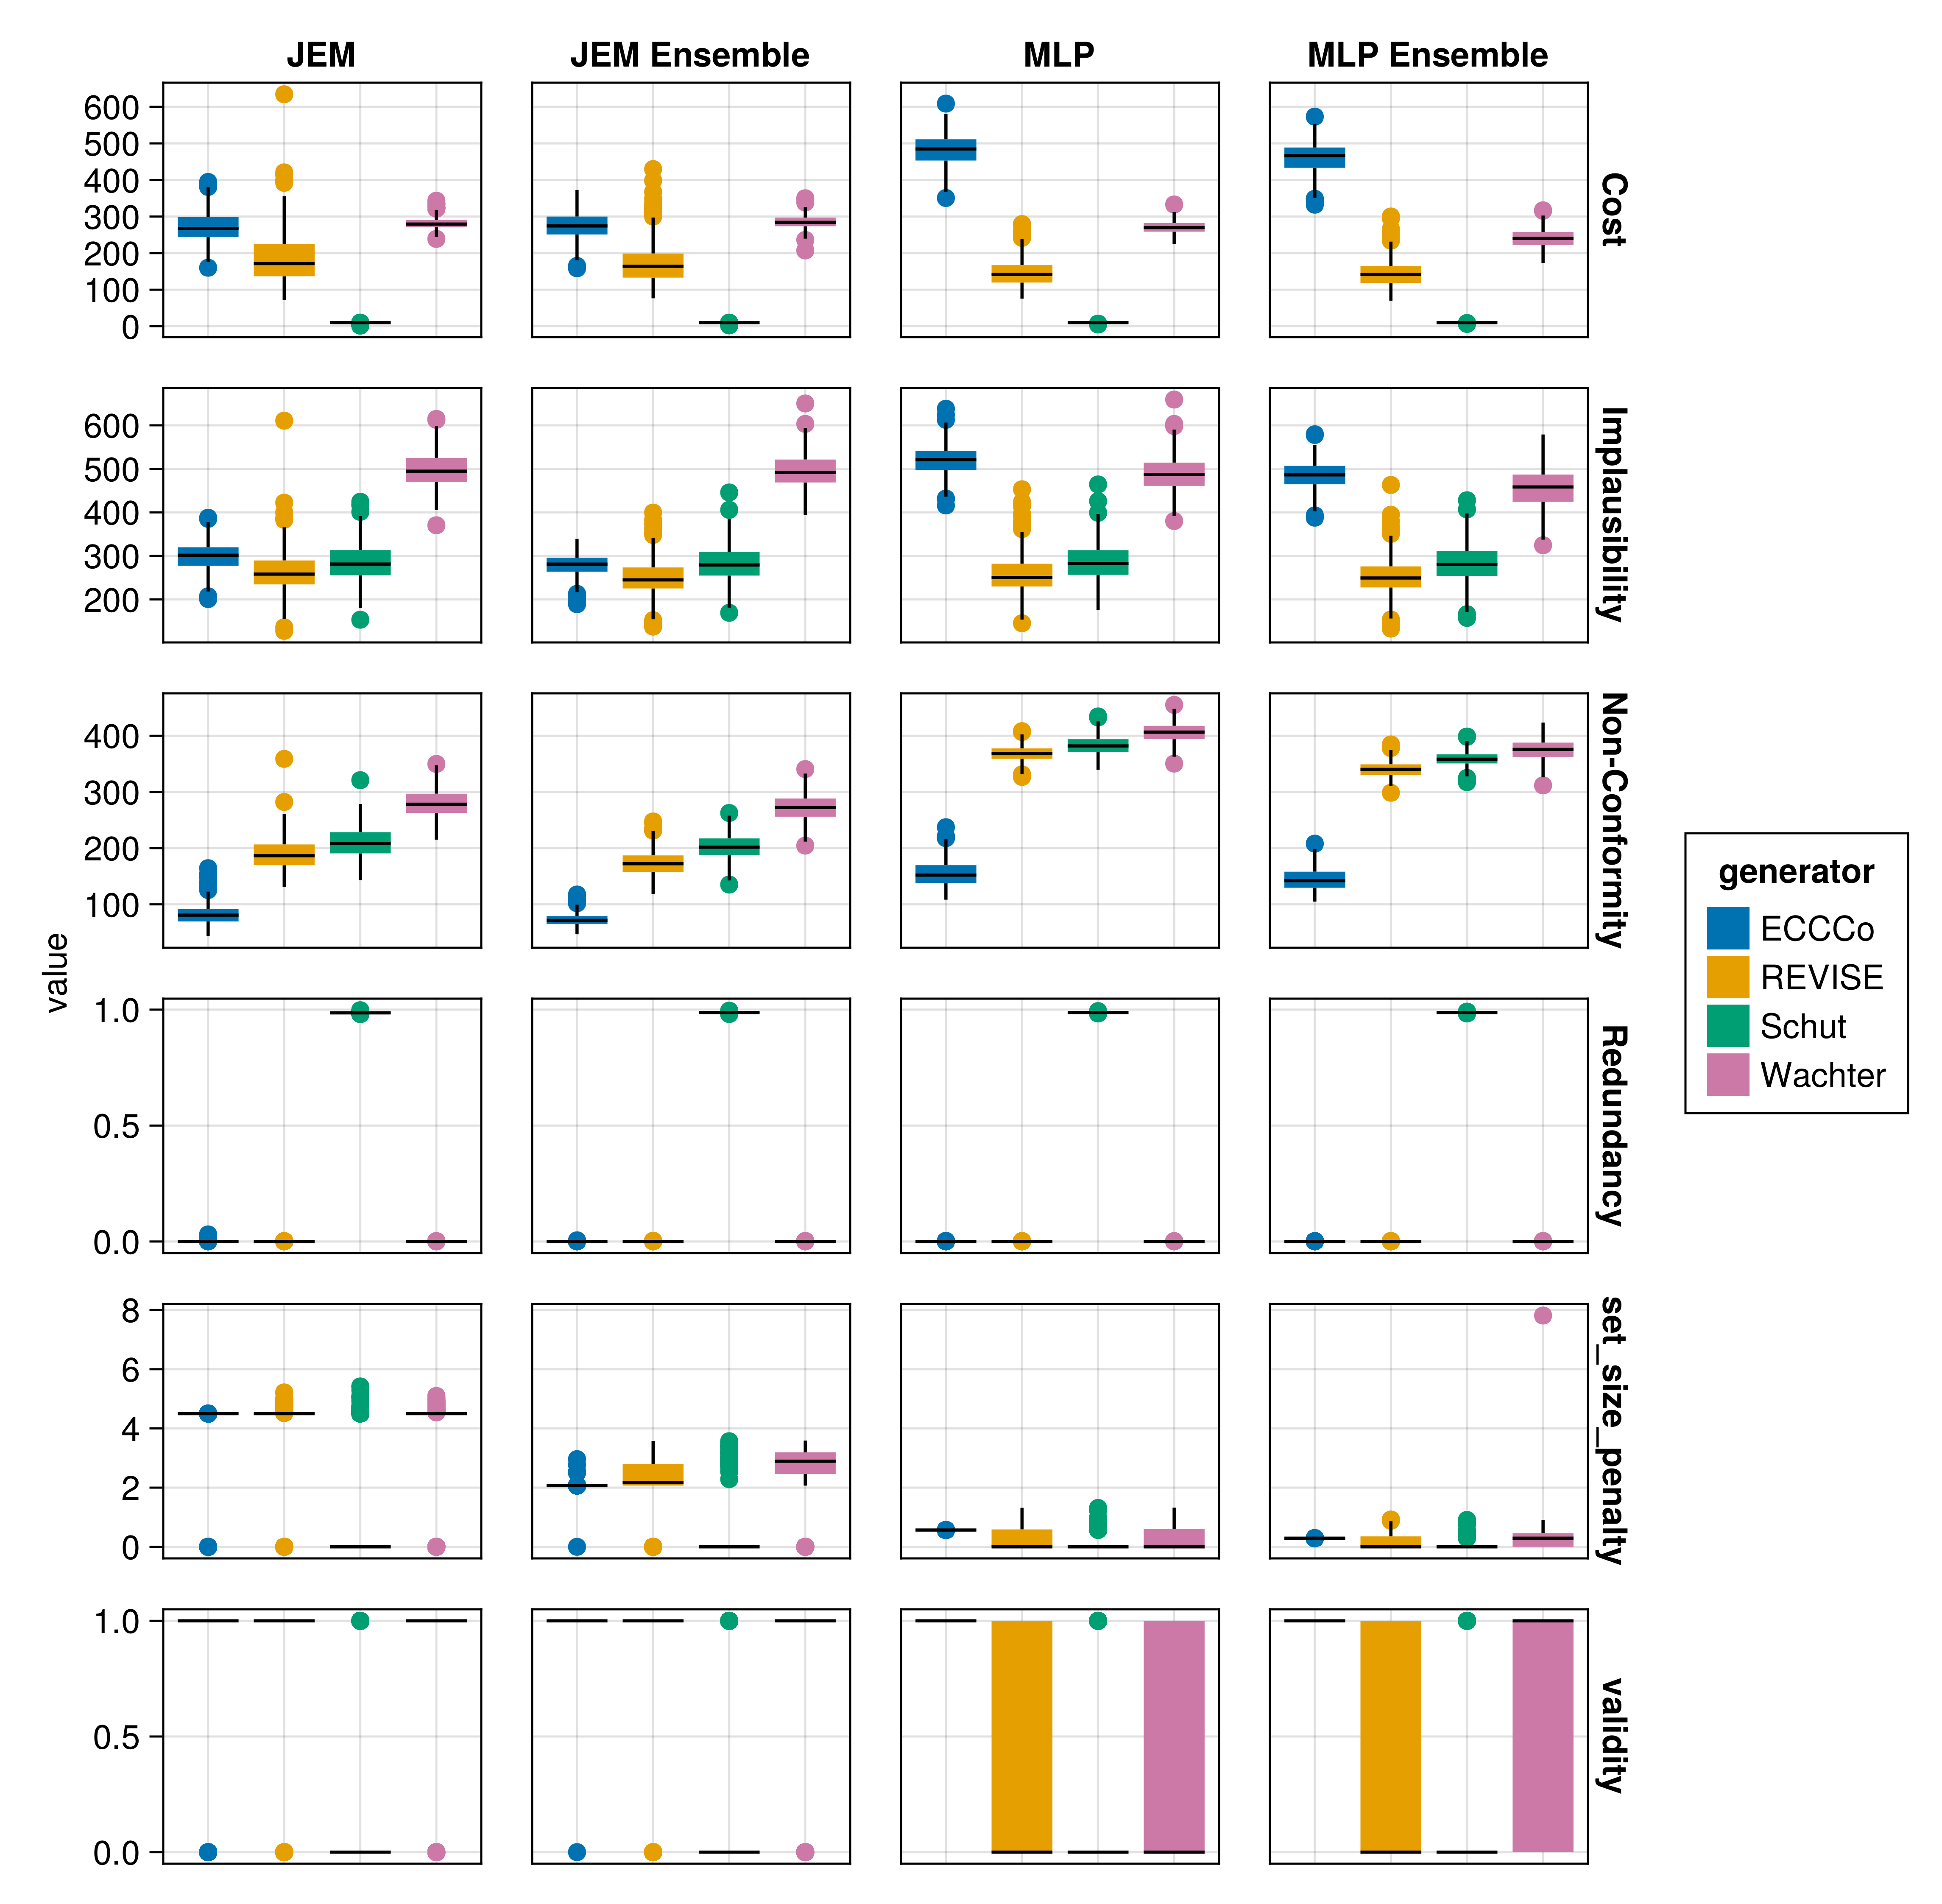 JEM JEM Ensemble MLP MLP Ensemble
600
500
400
300
200
100
0
Cost
600
500
400
300
200
Implausibility
400
300
200
100
Non-Conformity
value
1.0
0.5
0.0
Redundancy
8
6
4
2
0
set_size_penalty
1.0
0.5
0.0
validity
generator
ECCCo
REVISE
Schut
Wachter